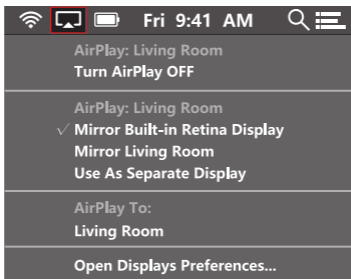 Fri 9:41 AM
AirPlay: Living Room
Turn AirPlay OFF
AirPlay: Living Room
✓ Mirror Built-in Retina Display
Mirror Living Room
Use As Separate Display
AirPlay To:
Living Room
Open Displays Preferences...